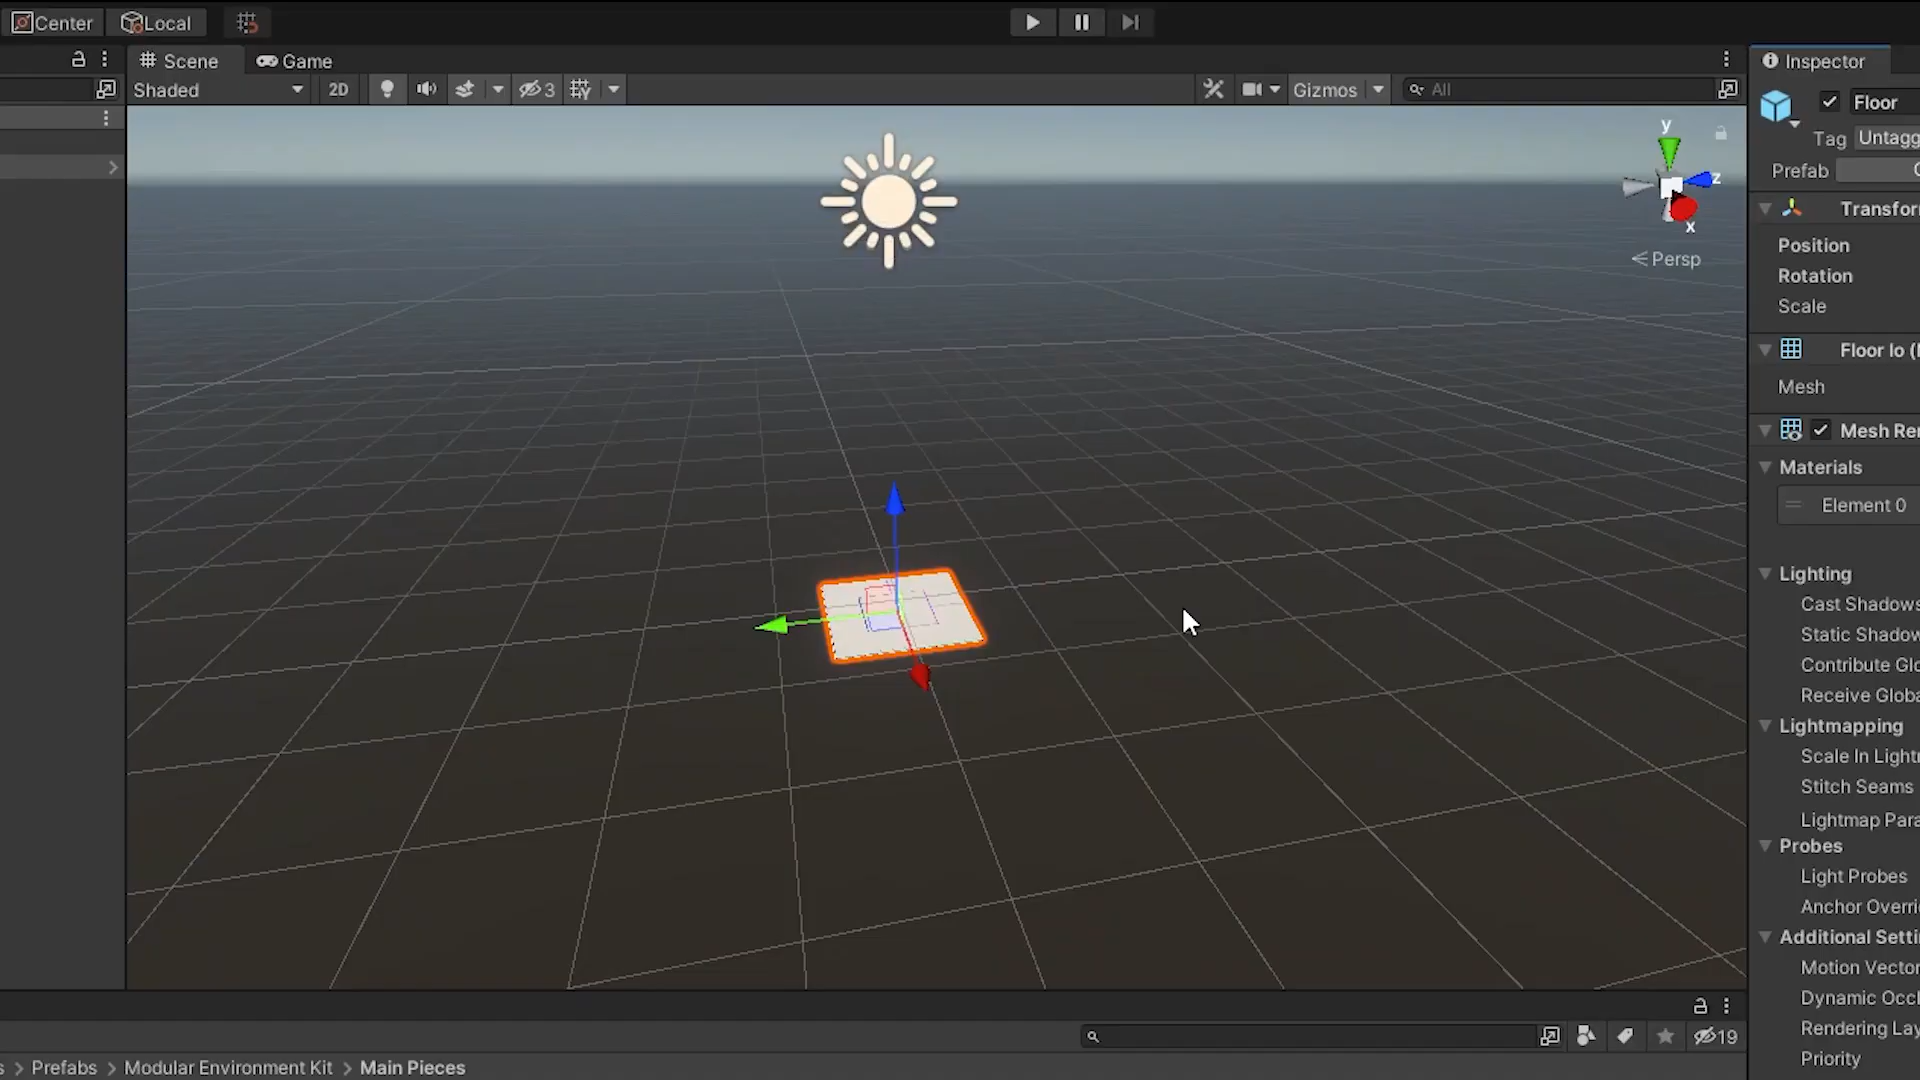 Center
Local
Scene
Game
Shaded
2D
3
Gizmos
All
y
z
x
Persp
Inspector
Floor
Tag
Untagg
Prefab
Transfor
Position
Rotation
Scale
Floor lo (
Mesh
Mesh Re
Materials
Element 0
Lighting
Cast Shadows
Static Shadow
Contribute Glo
Receive Globa
Lightmapping
Scale In Light
Stitch Seams
Lightmap Para
Probes
Light Probes
Anchor Overri
Additional Setti
Motion Vector
Dynamic Occl
Rendering Lay
Priority
19
s > Prefabs > Modular Environment Kit > Main Pieces